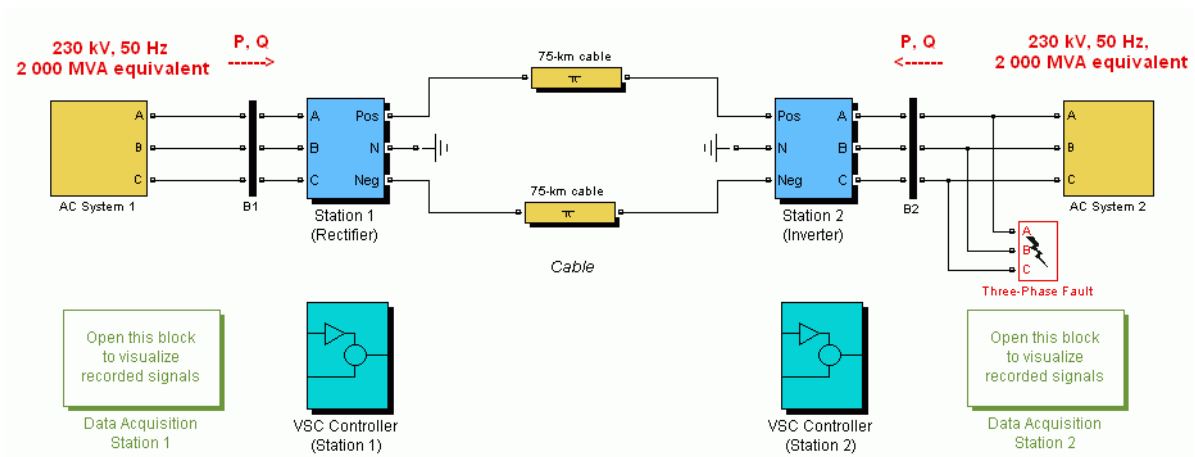 230 kV, 50 Hz
2 000 MVA equivalent
P, Q
------>
75-km cable
P, Q
<------
230 kV, 50 Hz,
2 000 MVA equivalent
A
B
C
AC System 1
B1
A
B
C
Pos
N
Neg
Station 1
(Rectifier)
π
75-km cable
π
Cable
Pos
N
Neg
A
B
C
Station 2
(Inverter)
B2
A
B
C
AC System 2
A
B
C
Three-Phase Fault
Open this block
to visualize
recorded signals
Data Acquisition
Station 1
VSC Controller
(Station 1)
VSC Controller
(Station 2)
Open this block
to visualize
recorded signals
Data Acquisition
Station 2